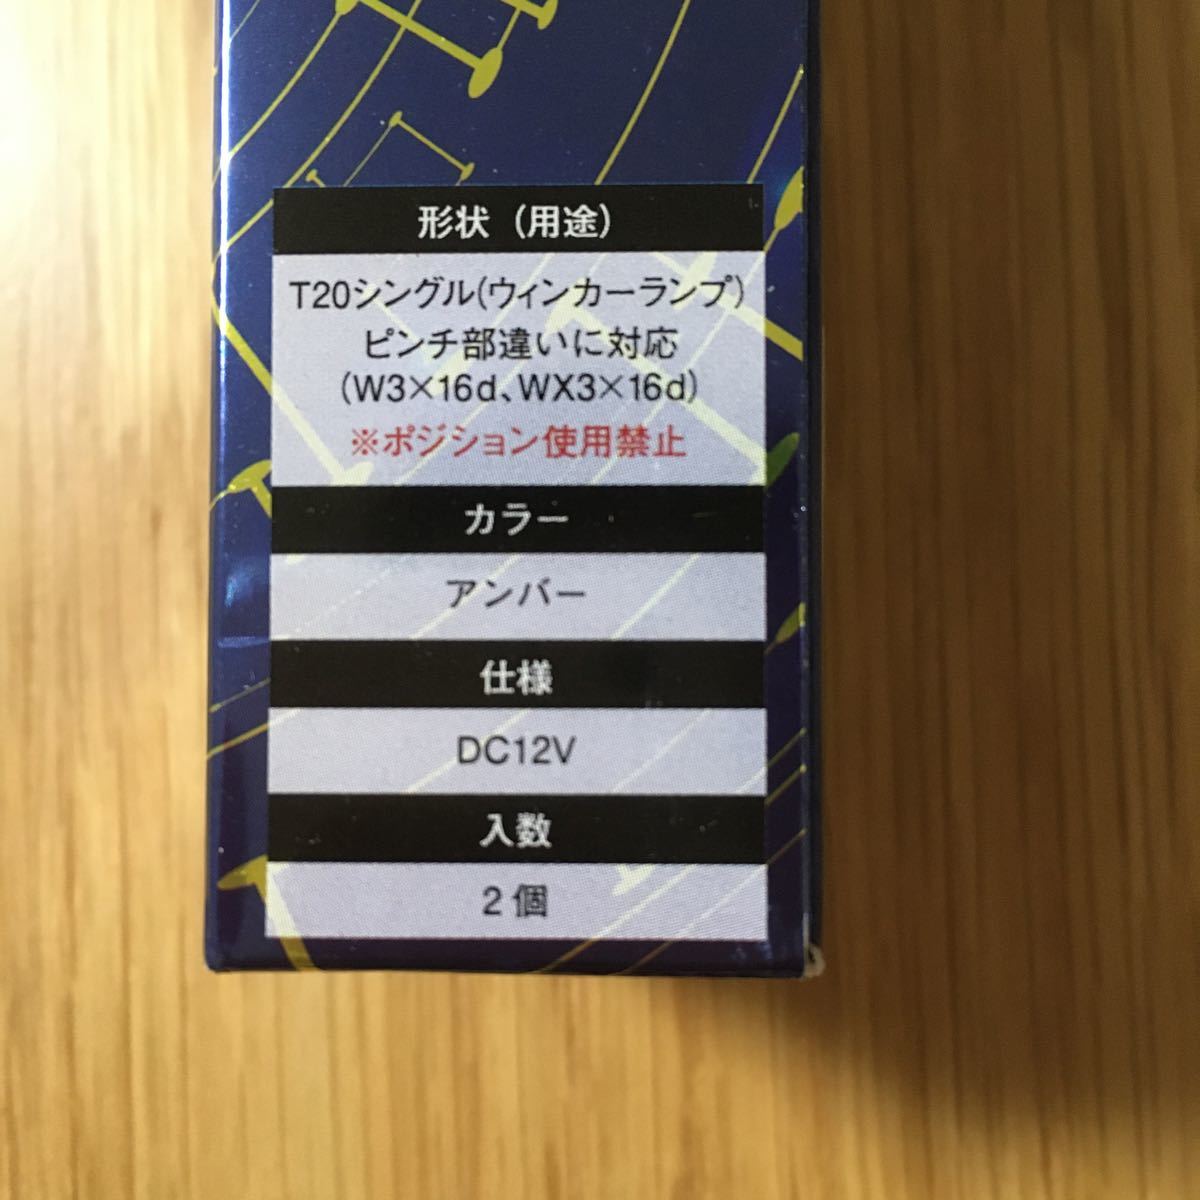 形状（用途）
T20シングル(ウィンカーランプ)
ピンチ部違いに対応
(W3×16d、WX3×16d)
※ポジション使用禁止
カラー
アンバー
仕様
DC12V
入数
2個